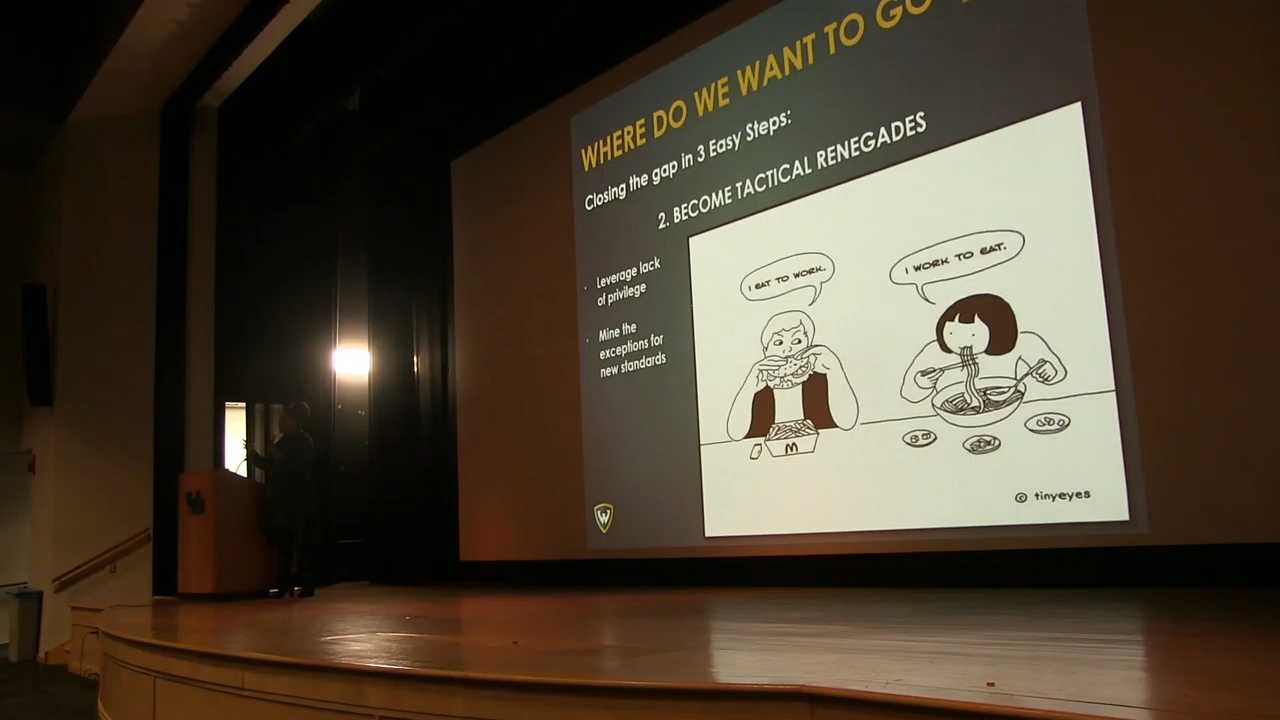 WHERE DO WE WANT TO GO
Closing the gap in 3 Easy Steps:
2. BECOME TACTICAL RENEGADES
· Leverage lack
of privilege
· Mine the
exceptions for
new standards
I EAT TO WORK.
I WORK TO EAT.
M
© tinyeyes
W